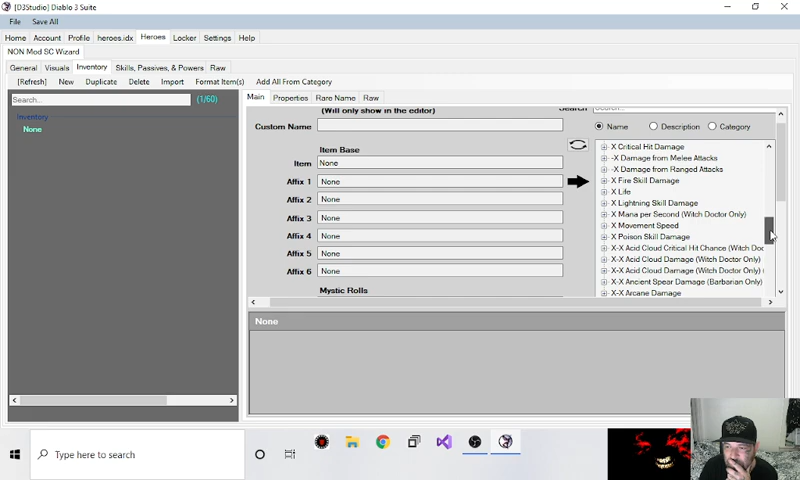 [D3Studio] Diablo 3 Suite
File Save All
Home Account Profile heroes.idx Heroes Locker Settings Help
NON Mod SC Wizard
General Visuals Inventory Skills, Passives, & Powers Raw
[Refresh] New Duplicate Delete Import Format Item(s) Add All From Category
Search... (1/60)
Inventory
None
Main Properties Rare Name Raw
(Will only show in the editor)
Custom Name
Item Base
Item None
Affix 1 None
Affix 2 None
Affix 3 None
Affix 4 None
Affix 5 None
Affix 6 None
Mystic Rolls
Search Search...
Name Description Category
X Critical Hit Damage
-X Damage from Melee Attacks
-X Damage from Ranged Attacks
X Fire Skill Damage
X Life
X Lightning Skill Damage
X Mana per Second (Witch Doctor Only)
X Movement Speed
X Poison Skill Damage
X-X Acid Cloud Critical Hit Chance (Witch Doc
X-X Acid Cloud Damage (Witch Doctor Only)
X-X Acid Cloud Damage (Witch Doctor Only) (
X-X Ancient Spear Damage (Barbarian Only)
X-X Arcane Damage
None
Type here to search